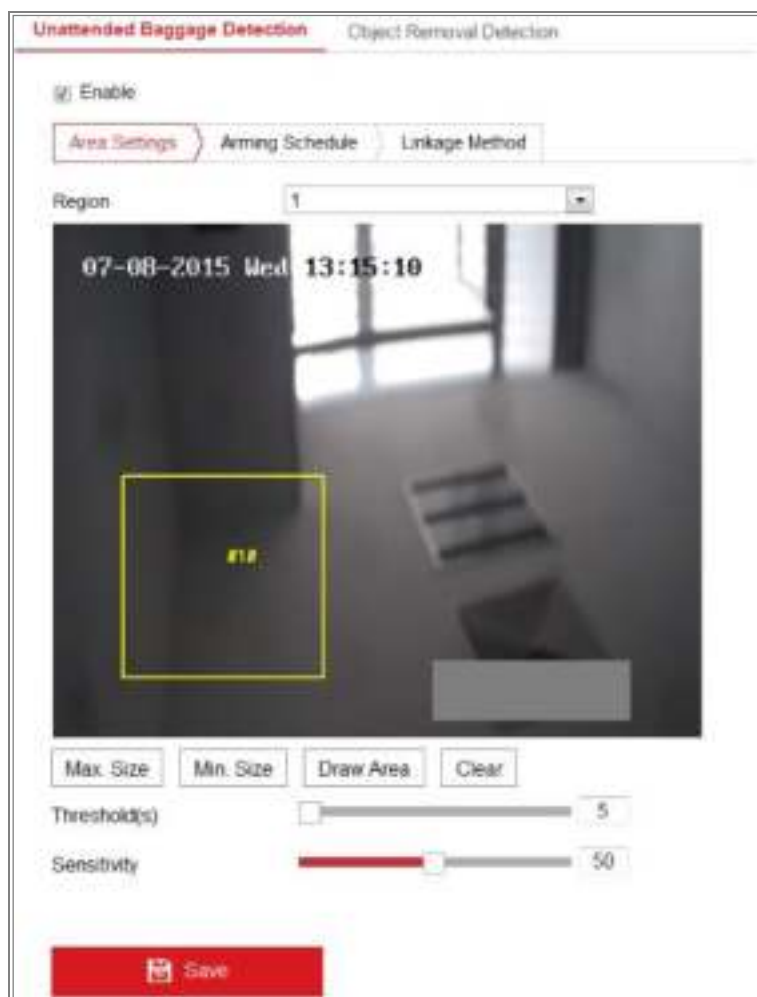 Unattended Baggage Detection Object Removal Detection
Enable
Area Settings Arming Schedule Linkage Method
Region 1
07-08-2015 Wed 13:15:10
#1#
Max. Size Min. Size Draw Area Clear
Threshold(s) 5
Sensitivity 50
Save